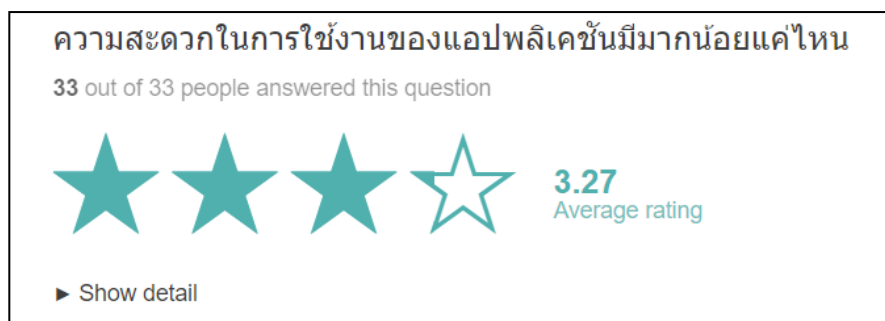 ความสะดวกในการใช้งานของแอปพลิเคชันมีมากน้อยแค่ไหน
33 out of 33 people answered this question
3.27
Average rating
► Show detail